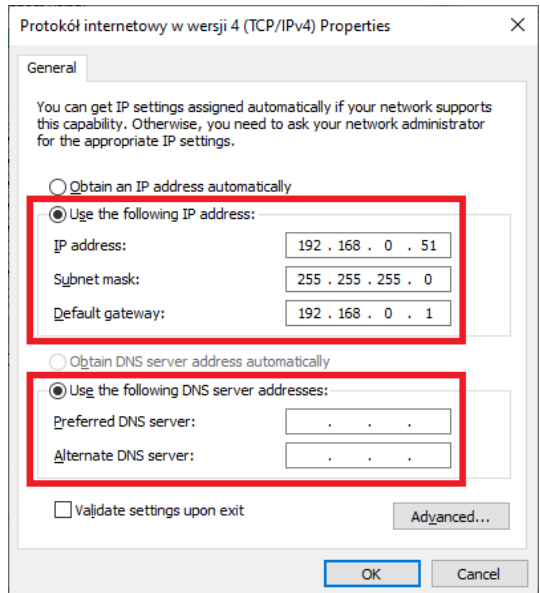 Protokół internetowy w wersji 4 (TCP/IPv4) Properties
General
You can get IP settings assigned automatically if your network supports
this capability. Otherwise, you need to ask your network administrator
for the appropriate IP settings.
Obtain an IP address automatically
Use the following IP address:
IP address: 192 . 168 . 0 . 51
Subnet mask: 255 . 255 . 255 . 0
Default gateway: 192 . 168 . 0 . 1
Obtain DNS server address automatically
Use the following DNS server addresses:
Preferred DNS server: . . .
Alternate DNS server: . . .
Validate settings upon exit
Advanced...
OK Cancel